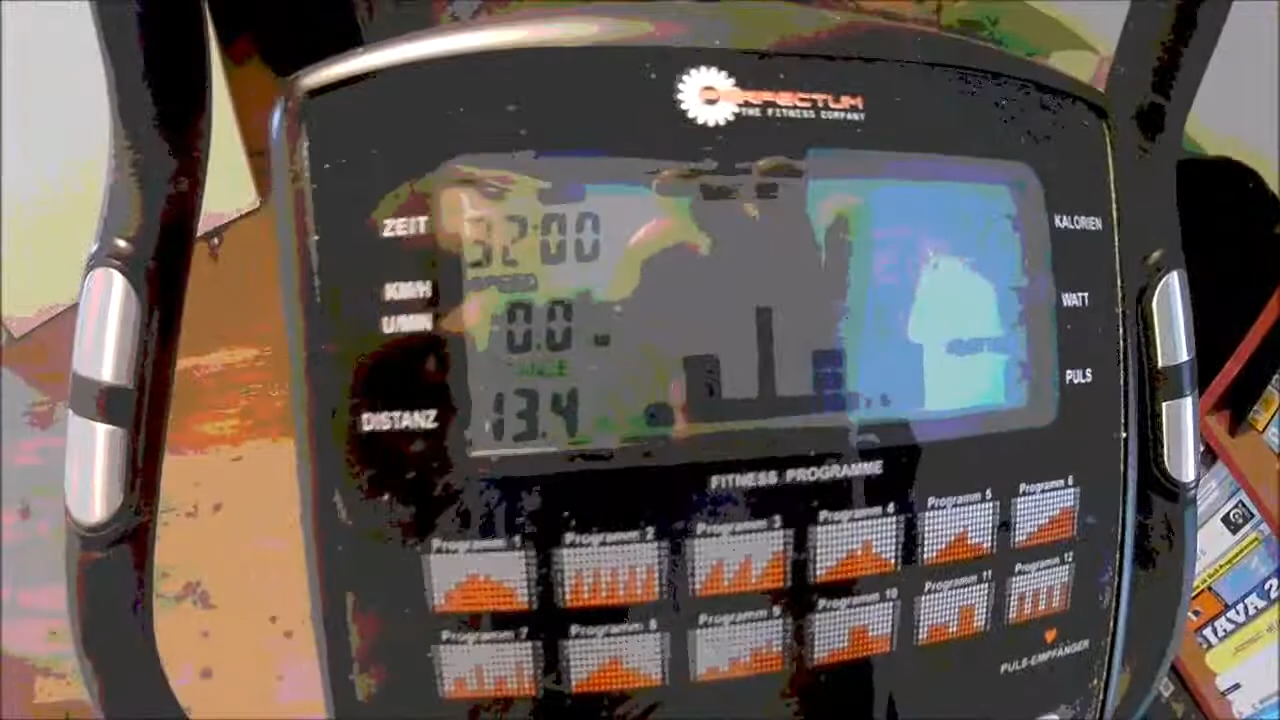 PERFECTUM
THE FITNESS COMPANY
ZEIT
32:00
KALORIEN
SPEED
KM/H
U/MIN
0.0
WATT
PULS
DISTANZ
13.4
FITNESS PROGRAMME
Programm 1
Programm 2
Programm 3
Programm 4
Programm 5
Programm 6
Programm 7
Programm 8
Programm 9
Programm 10
Programm 11
Programm 12
PULS-EMPFÄNGER
JAVA 2